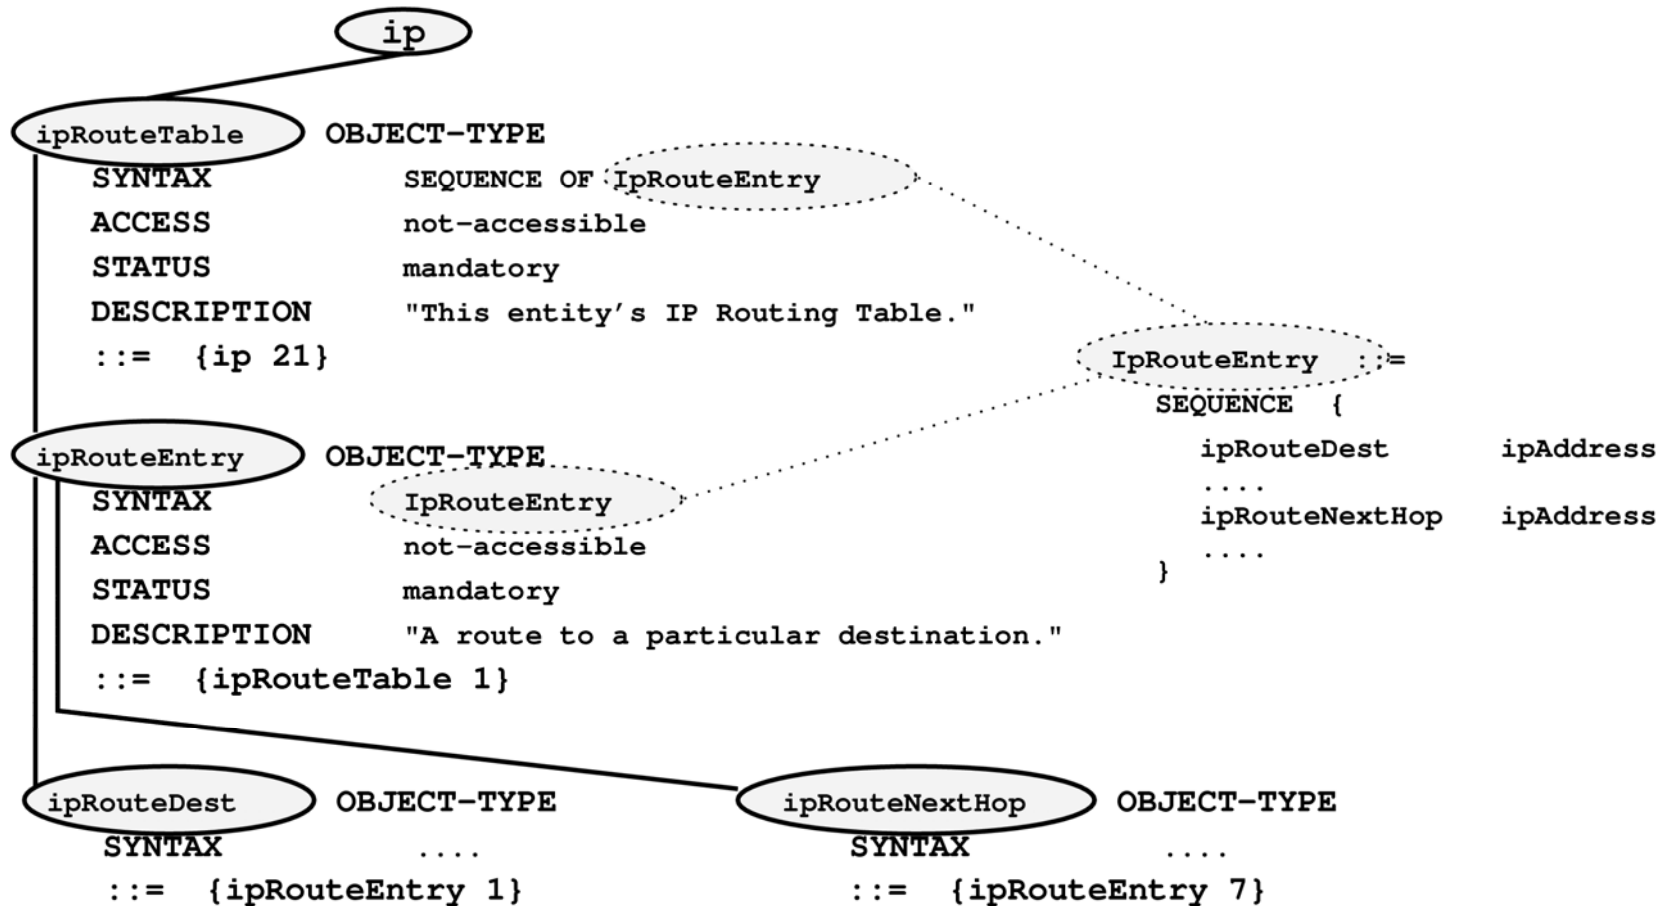 ip
ipRouteTable OBJECT-TYPE
SYNTAX SEQUENCE OF IpRouteEntry
ACCESS not-accessible
STATUS mandatory
DESCRIPTION "This entity's IP Routing Table."
::= {ip 21}
ipRouteEntry OBJECT-TYPE
SYNTAX IpRouteEntry
ACCESS not-accessible
STATUS mandatory
DESCRIPTION "A route to a particular destination."
::= {ipRouteTable 1}
IpRouteEntry ::=
SEQUENCE {
ipRouteDest ipAddress
....
ipRouteNextHop ipAddress
....
}
ipRouteDest OBJECT-TYPE
SYNTAX ....
::= {ipRouteEntry 1}
ipRouteNextHop OBJECT-TYPE
SYNTAX ....
::= {ipRouteEntry 7}